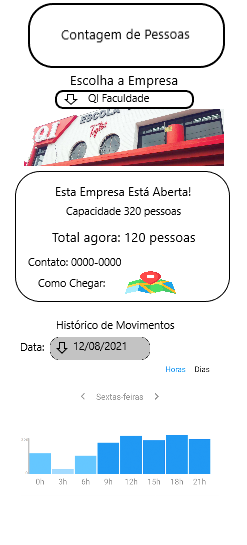 Contagem de Pessoas
Escolha a Empresa
QI Faculdade
QI
ESCOLA
Esta Empresa Está Aberta!
Capacidade 320 pessoas
Total agora: 120 pessoas
Contato: 0000-0000
Como Chegar:
Histórico de Movimentos
Data: 12/08/2021
Horas Dias
Sextas-feiras
0h 3h 6h 9h 12h 15h 18h 21h